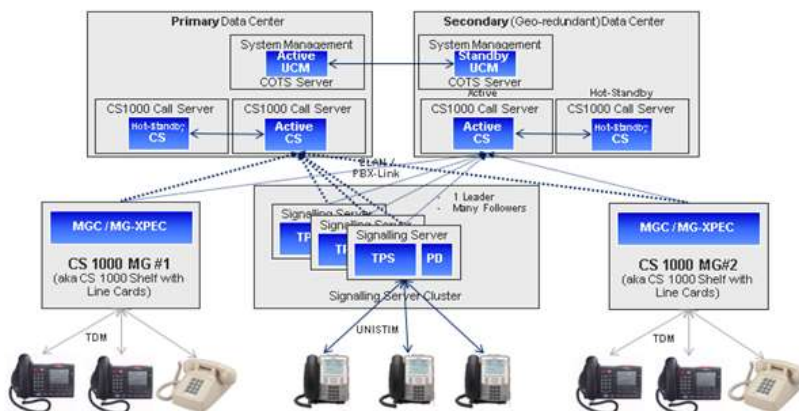 Primary Data Center
Secondary (Geo-redundant) Data Center
System Management
Active
UCM
COTS Server
System Management
Standby
UCM
COTS Server
CS1000 Call Server
Hot-Standby
CS
CS1000 Call Server
Active
CS
Active
CS1000 Call Server
Active
CS
Hot-Standby
CS1000 Call Server
Hot-Standby
CS
ELAN /
PBX-Link
MGC / MG-XPEC
CS 1000 MG #1
(aka CS 1000 Shelf with
Line Cards)
- 1 Leader
- Many Followers
Signalling Server
Signalling Server
Signalling Server
TPS
PD
Signalling Server Cluster
MGC / MG-XPEC
CS 1000 MG#2
(aka CS 1000 Shelf with
Line Cards)
TDM
UNISTIM
TDM